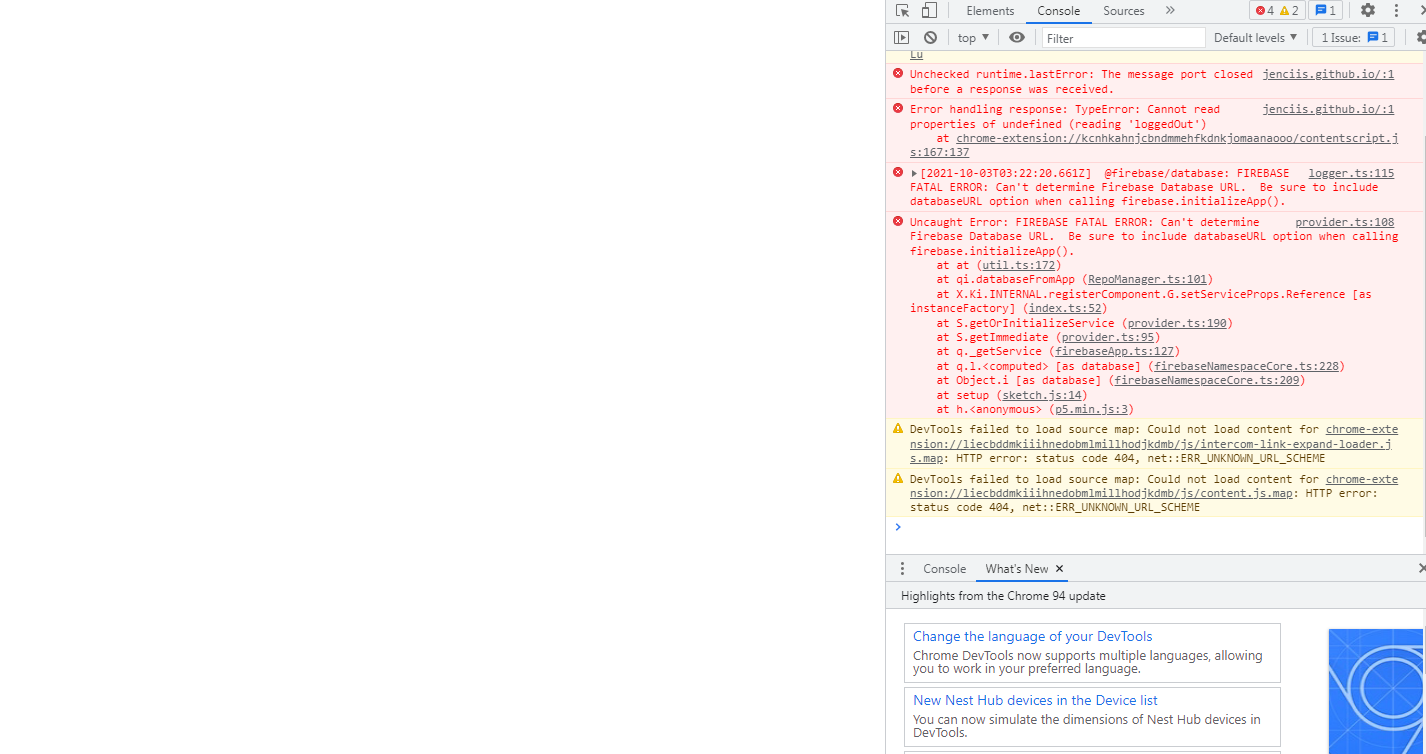 Elements Console Sources » 4 2 1
top ▼ Filter Default levels ▼ 1 Issue: 1
Lu
Unchecked runtime.lastError: The message port closed jenciis.github.io/:1
before a response was received.
Error handling response: TypeError: Cannot read jenciis.github.io/:1
properties of undefined (reading 'loggedOut')
at chrome-extension://kcnhkahnjcbndmmehfkdnkjomaanaooo/contentscript.j
s:167:137
[2021-10-03T03:22:20.661Z] @firebase/database: FIREBASE logger.ts:115
FATAL ERROR: Can't determine Firebase Database URL. Be sure to include
databaseURL option when calling firebase.initializeApp().
Uncaught Error: FIREBASE FATAL ERROR: Can't determine provider.ts:108
Firebase Database URL. Be sure to include databaseURL option when calling
firebase.initializeApp().
at at (util.ts:172)
at qi.databaseFromApp (RepoManager.ts:101)
at X.Ki.INTERNAL.registerComponent.G.setServiceProps.Reference [as
instanceFactory] (index.ts:52)
at S.getOrInitializeService (provider.ts:190)
at S.getImmediate (provider.ts:95)
at q._getService (firebaseApp.ts:127)
at q.l.<computed> [as database] (firebaseNamespaceCore.ts:228)
at Object.i [as database] (firebaseNamespaceCore.ts:209)
at setup (sketch.js:14)
at h.<anonymous> (p5.min.js:3)
DevTools failed to load source map: Could not load content for chrome-exte
nsion://liecbddmkiiihnedobmlmillhodjkdmb/js/intercom-link-expand-loader.j
s.map: HTTP error: status code 404, net::ERR_UNKNOWN_URL_SCHEME
DevTools failed to load source map: Could not load content for chrome-exte
nsion://liecbddmkiiihnedobmlmillhodjkdmb/js/content.js.map: HTTP error:
status code 404, net::ERR_UNKNOWN_URL_SCHEME
Console What's New
Highlights from the Chrome 94 update
Change the language of your DevTools
Chrome DevTools now supports multiple languages, allowing
you to work in your preferred language.
New Nest Hub devices in the Device list
You can now simulate the dimensions of Nest Hub devices in
DevTools.